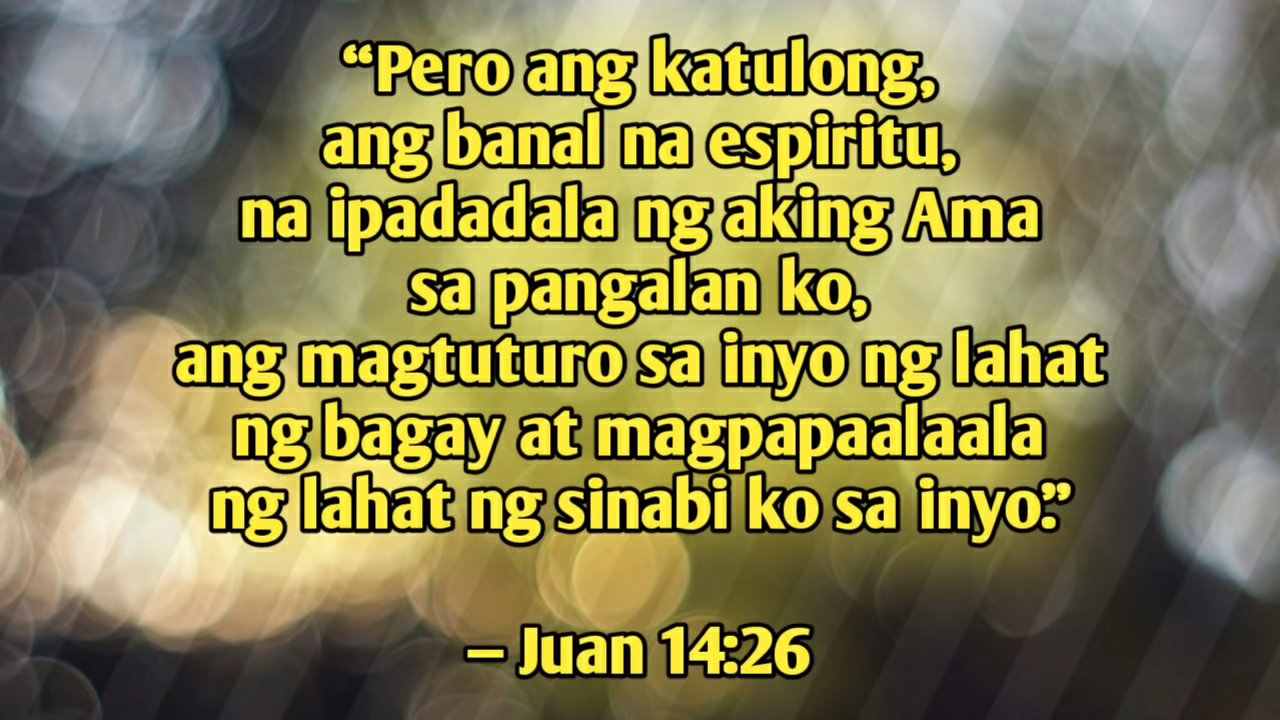 “Pero ang katulong,
ang banal na espiritu,
na ipadadala ng aking Ama
sa pangalan ko,
ang magtuturo sa inyo ng lahat
ng bagay at magpapaalaala
ng lahat ng sinabi ko sa inyo.”
– Juan 14:26